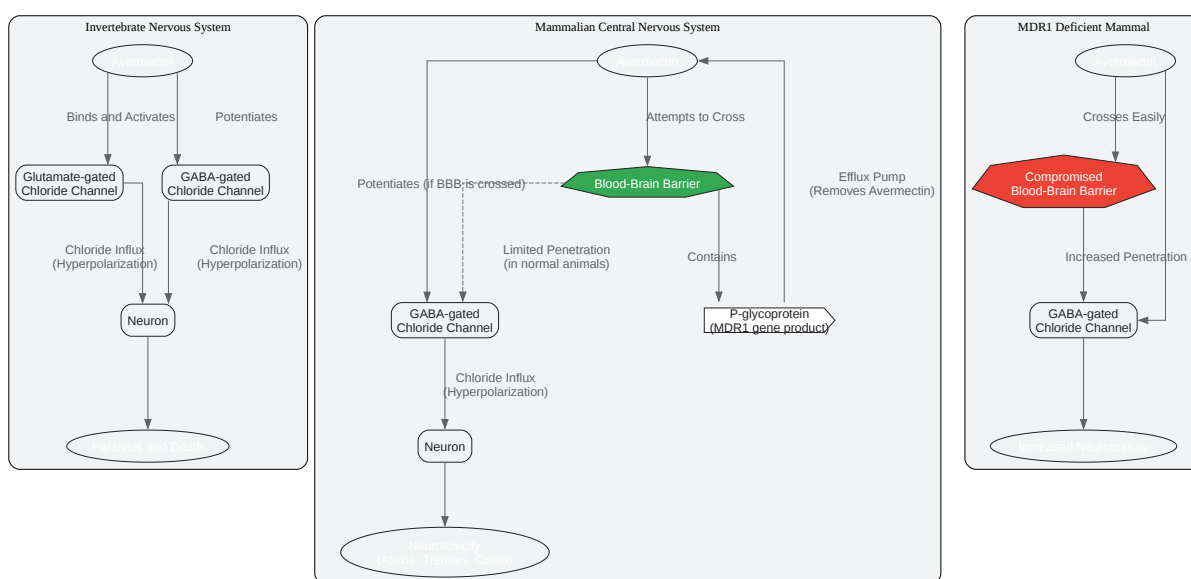 Invertebrate Nervous System
Avermectin
Binds and Activates
Potentiates
Glutamate-gated
Chloride Channel
GABA-gated
Chloride Channel
Chloride Influx
(Hyperpolarization)
Chloride Influx
(Hyperpolarization)
Neuron
Paralysis and Death
Mammalian Central Nervous System
Avermectin
Attempts to Cross
Potentiates (if BBB is crossed)
Blood-Brain Barrier
Efflux Pump
(Removes Avermectin)
Limited Penetration
(in normal animals)
Contains
GABA-gated
Chloride Channel
P-glycoprotein
(MDR1 gene product)
Chloride Influx
(Hyperpolarization)
Neuron
Neurotoxicity
(Ataxia, Tremors, Coma)
MDR1 Deficient Mammal
Avermectin
Crosses Easily
Compromised
Blood-Brain Barrier
Increased Penetration
GABA-gated
Chloride Channel
Increased Neurotoxicity